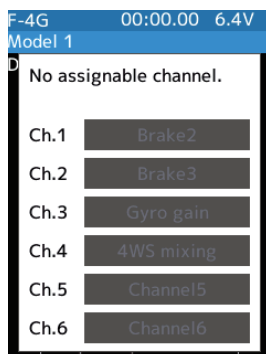 F-4G 00:00.00 6.4V
Model 1
D
No assignable channel.
Ch.1 Brake2
Ch.2 Brake3
Ch.3 Gyro gain
Ch.4 4WS mixing
Ch.5 Channel5
Ch.6 Channel6